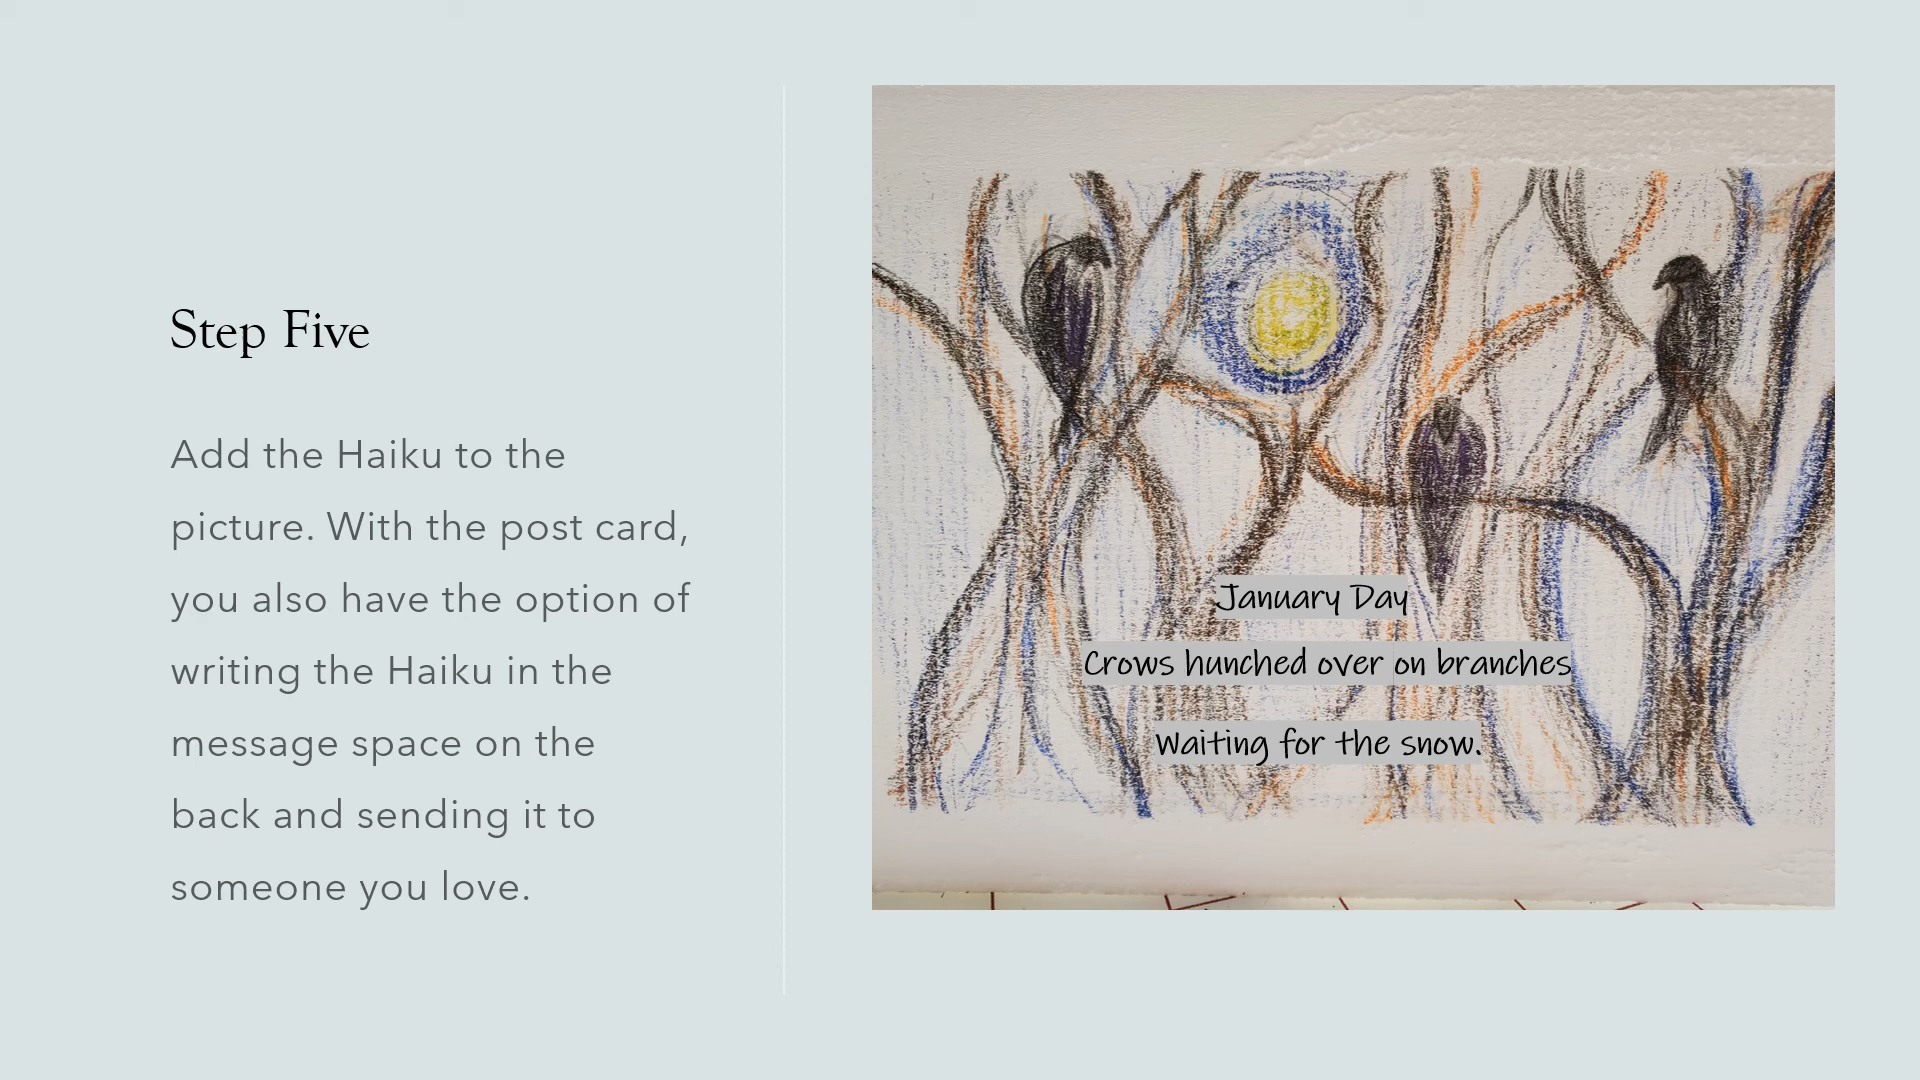 Step Five
Add the Haiku to the
picture. With the post card,
you also have the option of
writing the Haiku in the
message space on the
back and sending it to
someone you love.
January Day
Crows hunched over on branches
Waiting for the snow.